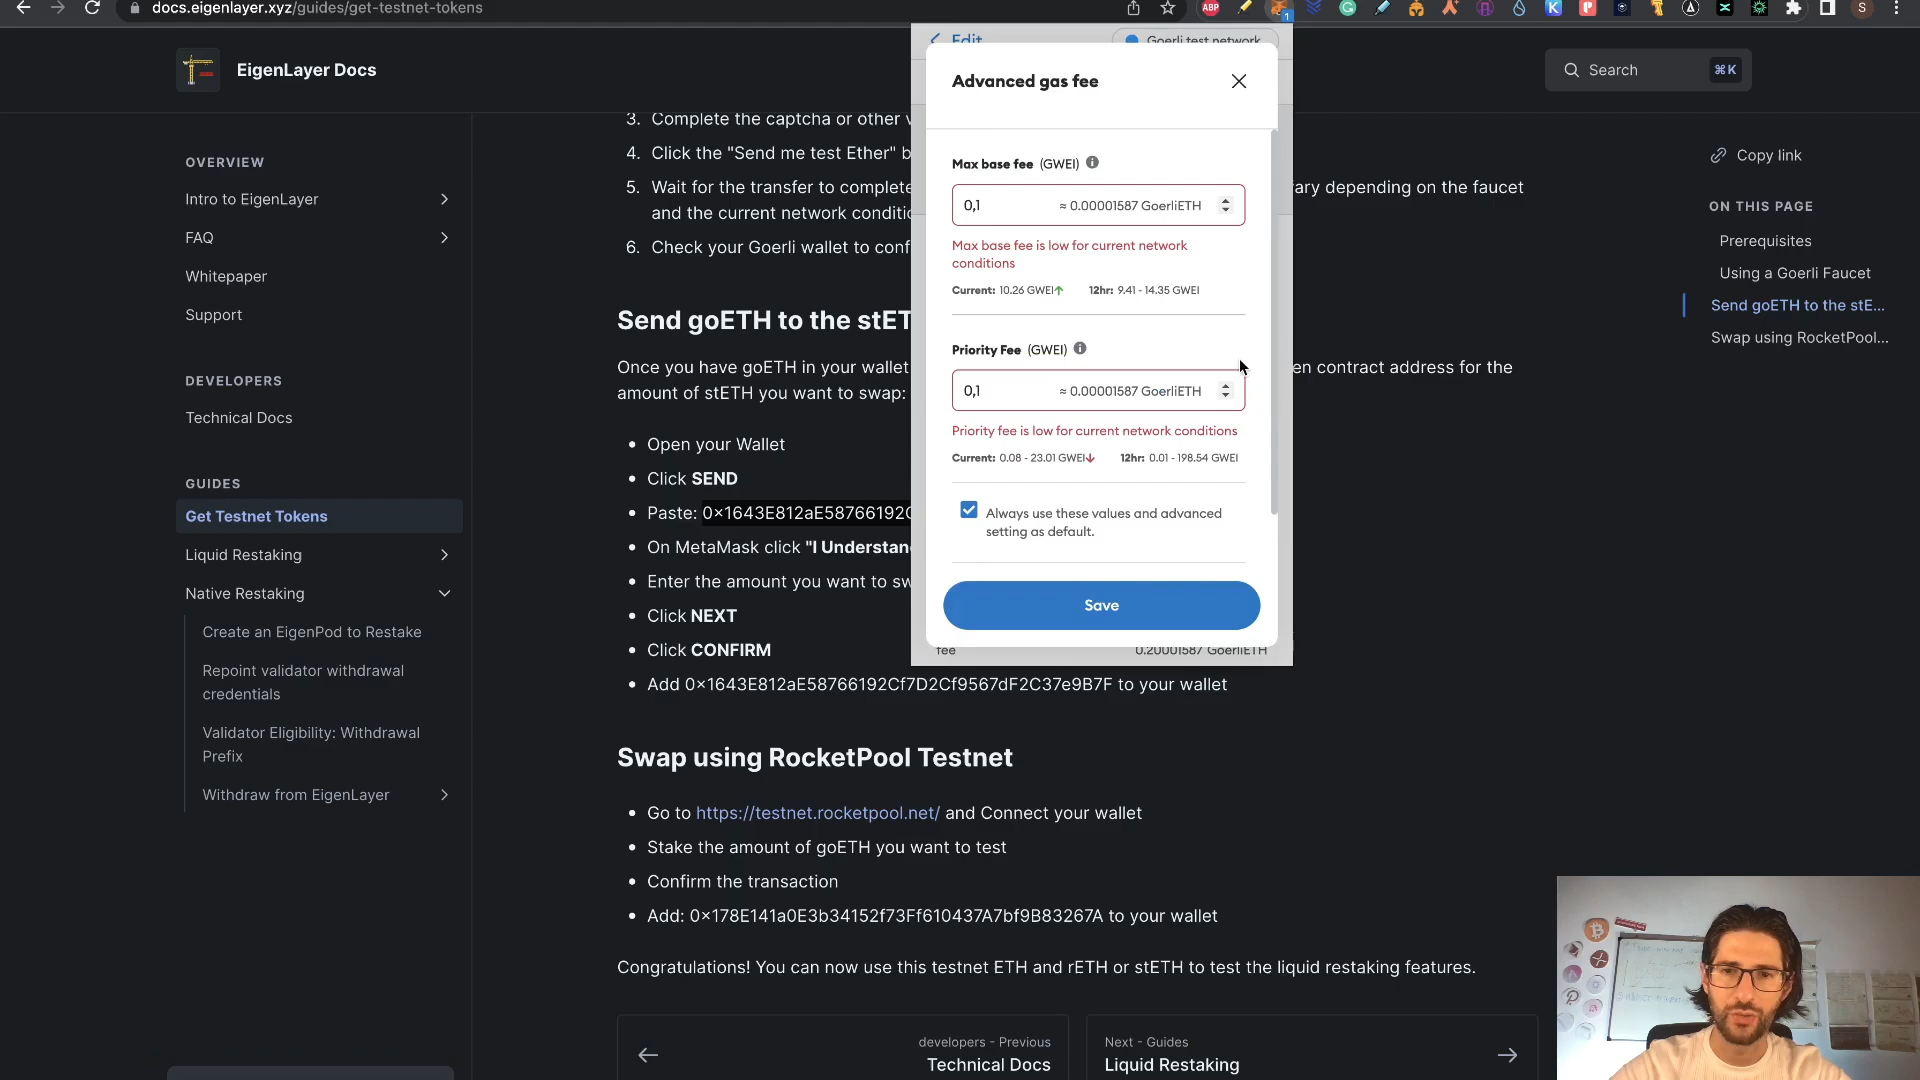 docs.eigenlayer.xyz/guides/get-testnet-tokens
ABP
1
K
S
EigenLayer Docs
Search
⌘K
OVERVIEW
Intro to EigenLayer
FAQ
Whitepaper
Support
DEVELOPERS
Technical Docs
GUIDES
Get Testnet Tokens
Liquid Restaking
Native Restaking
Create an EigenPod to Restake
Repoint validator withdrawal
credentials
Validator Eligibility: Withdrawal
Prefix
Withdraw from EigenLayer
3. Complete the captcha or other
4. Click the "Send me test Ether"
5. Wait for the transfer to complete
ary depending on the faucet
and the current network
6. Check your Goerli wallet to
Send goETH to the
Once you have goETH in your wallet
en contract address for the
amount of stETH you want to swap:
• Open your Wallet
• Click SEND
• Paste: 0x1643E812aE58766192C
• On MetaMask click "I
• Enter the amount you want to
• Click NEXT
• Click CONFIRM
• Add 0x1643E812aE58766192Cf7D2Cf9567dF2C37e9B7F to your wallet
Swap using RocketPool Testnet
• Go to https://testnet.rocketpool.net/ and Connect your wallet
• Stake the amount of goETH you want to test
• Confirm the transaction
• Add: 0x178E141a0E3b34152f73Ff610437A7bf9B83267A to your wallet
Congratulations! You can now use this testnet ETH and rETH or stETH to test the liquid restaking features.
developers - Previous
Technical Docs
Next - Guides
Liquid Restaking
Edit
Goerli test network
Advanced gas fee
Max base fee (GWEI)
0,1 ≈ 0.00001587 GoerliETH
Max base fee is low for current network
conditions
Current: 10.26 GWEI 12hr: 9.41 - 14.35 GWEI
Priority Fee (GWEI)
0,1 ≈ 0.00001587 GoerliETH
Priority fee is low for current network conditions
Current: 0.08 - 23.01 GWEI 12hr: 0.01 - 198.54 GWEI
Always use these values and advanced
setting as default.
Save
fee 0.20001587 GoerliETH
Copy link
ON THIS PAGE
Prerequisites
Using a Goerli Faucet
Send goETH to the stE...
Swap using RocketPool...